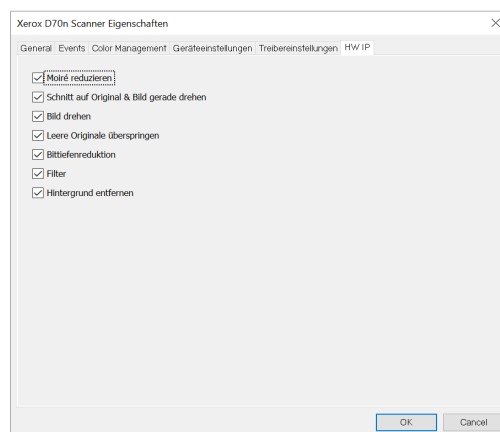 Xerox D70n Scanner Eigenschaften
General Events Color Management Geräteeinstellungen Treibereinstellungen HW IP
Moiré reduzieren
Schnitt auf Original & Bild gerade drehen
Bild drehen
Leere Originale überspringen
Bittiefenreduktion
Filter
Hintergrund entfernen
OK Cancel